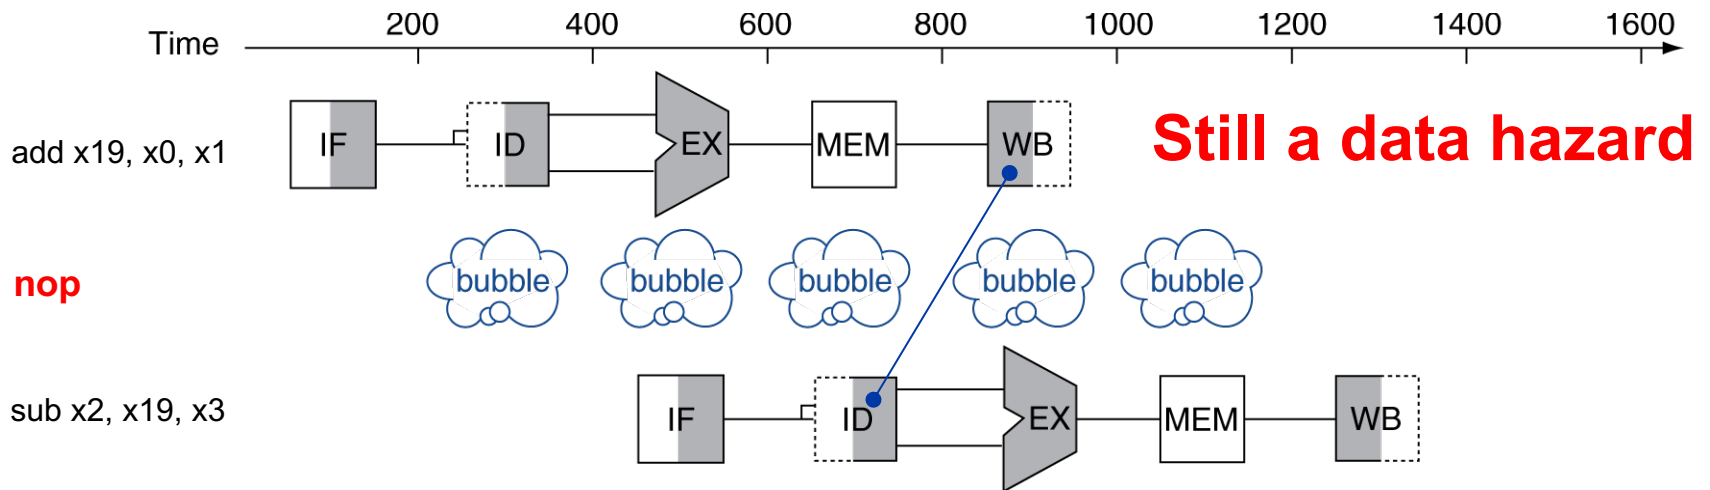 200 400 600 800 1000 1200 1400 1600
Time
add x19, x0, x1 IF ID EX MEM WB
Still a data hazard
nop bubble bubble bubble bubble bubble
sub x2, x19, x3 IF ID EX MEM WB